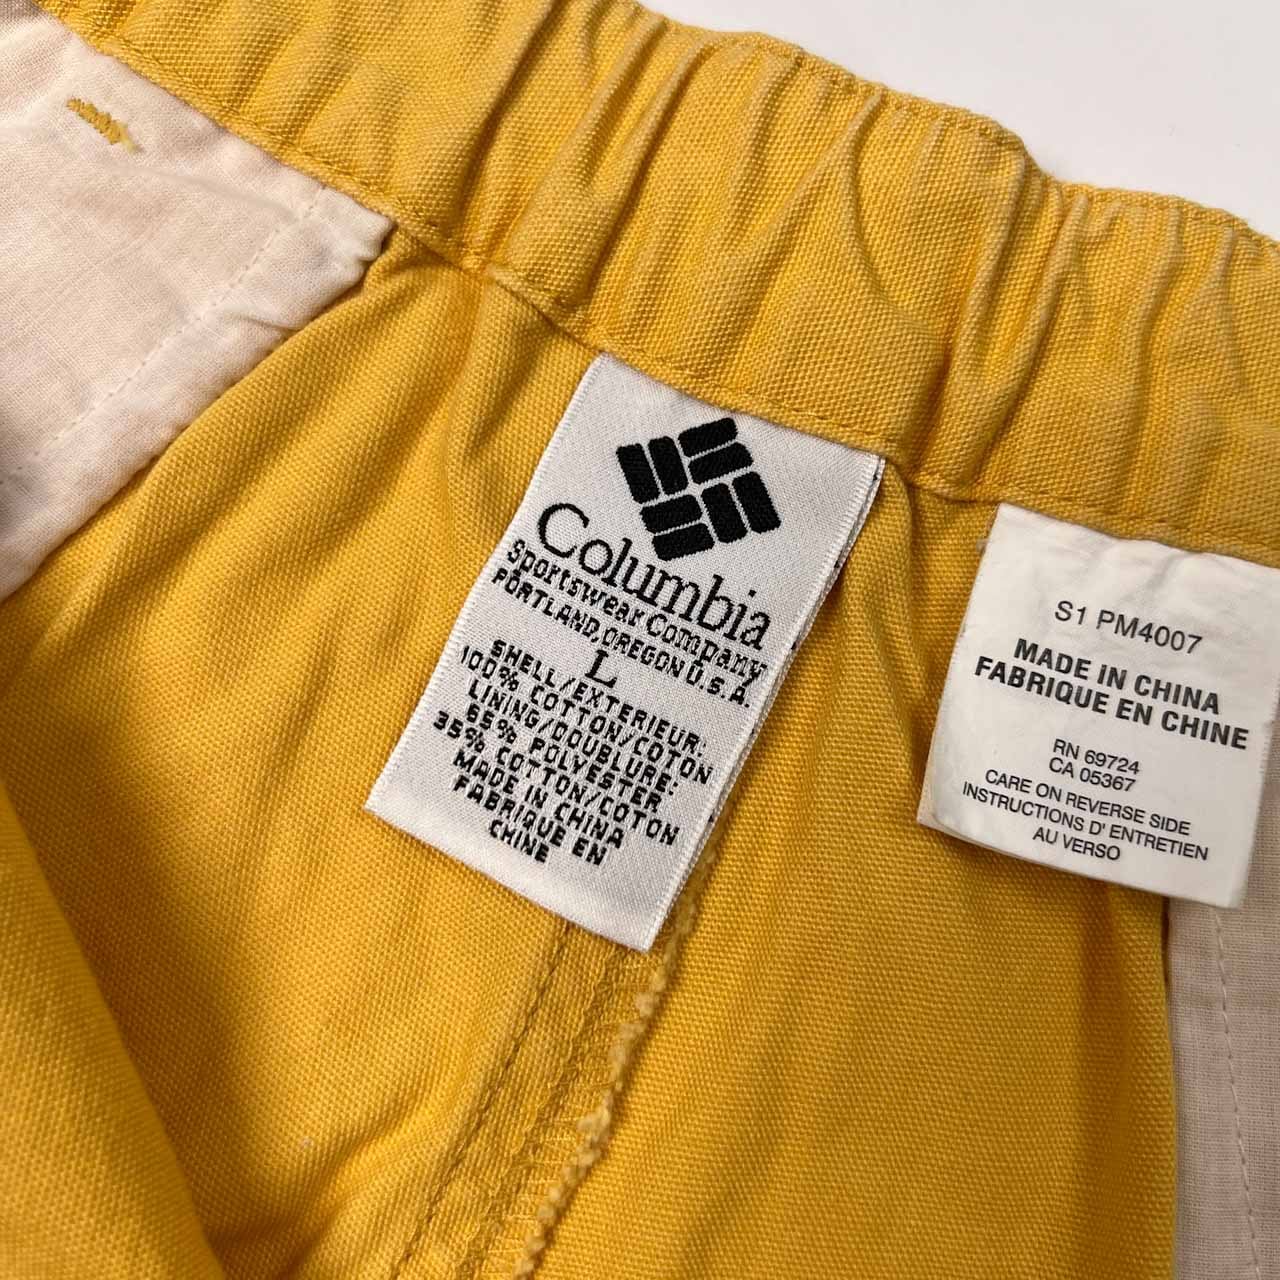 Columbia
Sportswear Company
PORTLAND, OREGON U.S.A.
L
SHELL/EXTERIEUR:
100% COTTON/COTON
LINING/DOUBLURE:
65% POLYESTER
35% COTTON/COTON
MADE IN CHINA
FABRIQUE EN
CHINE
S1 PM4007
MADE IN CHINA
FABRIQUE EN CHINE
RN 69724
CA 05367
CARE ON REVERSE SIDE
INSTRUCTIONS D' ENTRETIEN
AU VERSO